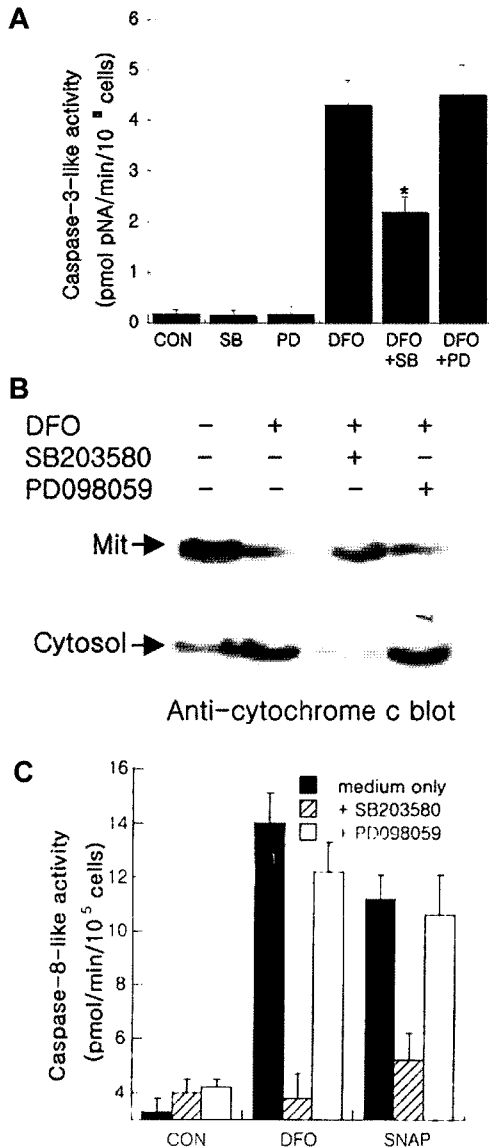 A
Caspase-3-like activity
(pmol pNA/min/10 cells)
6
5
4
3
2
1
0
*
CON SB PD DFO DFO DFO
+SB +PD
B
DFO − + + +
SB203580 − − + −
PD098059 − − − +
Mit
Cytosol
Anti-cytochrome c blot
C
Caspase-8-like activity
(pmol/min/10⁵ cells)
16
14
12
10
8
6
4
medium only
+ SB203580
+ PD098059
CON DFO SNAP